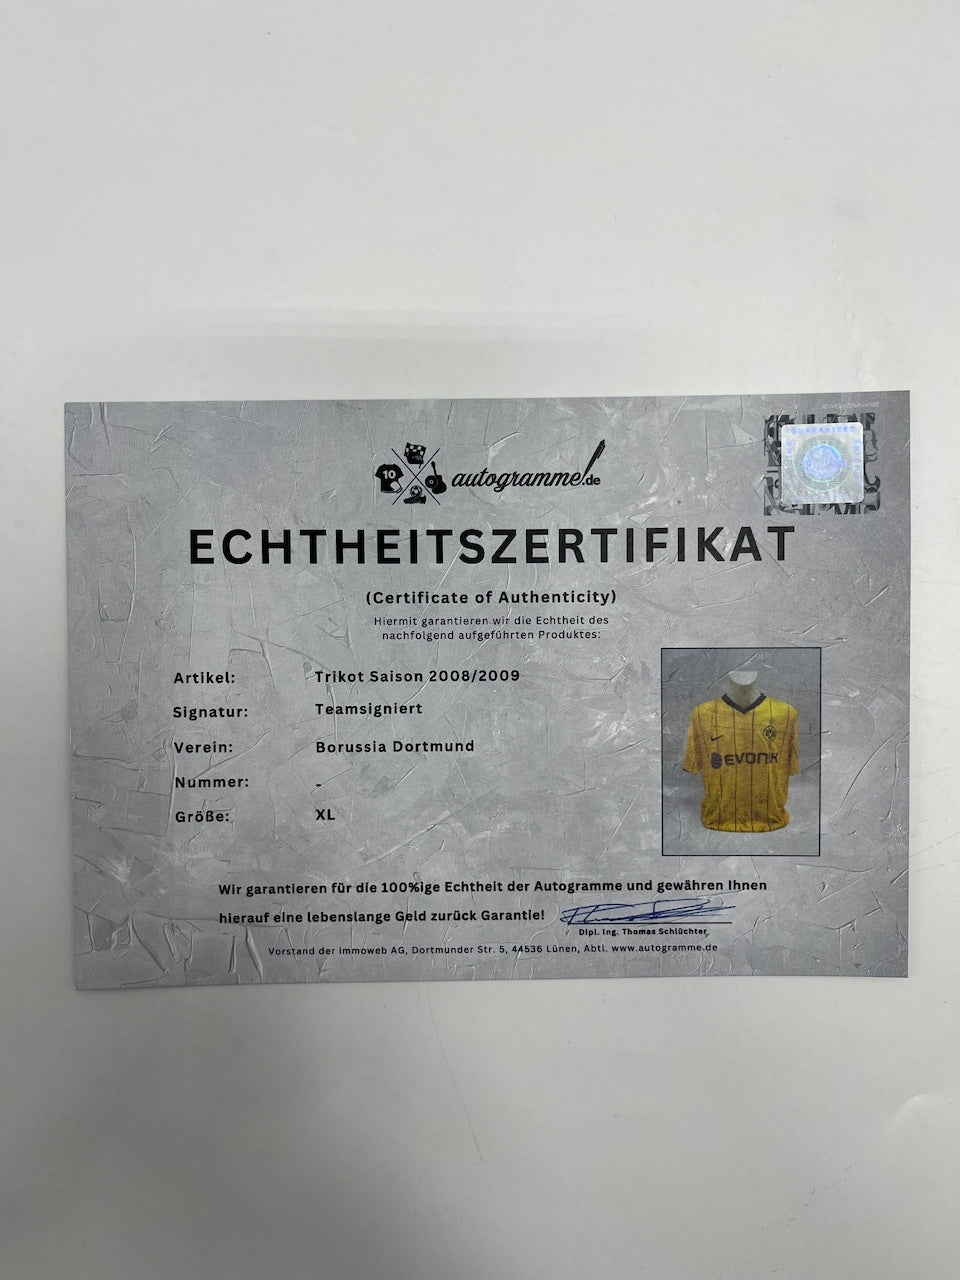 GUARANTEED
10
autogramme!.de
ECHTHEITSZERTIFIKAT
(Certificate of Authenticity)
Hiermit garantieren wir die Echtheit des
nachfolgend aufgeführten Produktes:
Artikel: Trikot Saison 2008/2009
Signatur: Teamsigniert
Verein: Borussia Dortmund
Nummer: -
Größe: XL
EVONIK
Wir garantieren für die 100%ige Echtheit der Autogramme und gewähren Ihnen
hierauf eine lebenslange Geld zurück Garantie!
Dipl. Ing. Thomas Schlüchter,
Vorstand der immoweb AG, Dortmunder Str. 5, 44536 Lünen, Abtl. www.autogramme.de